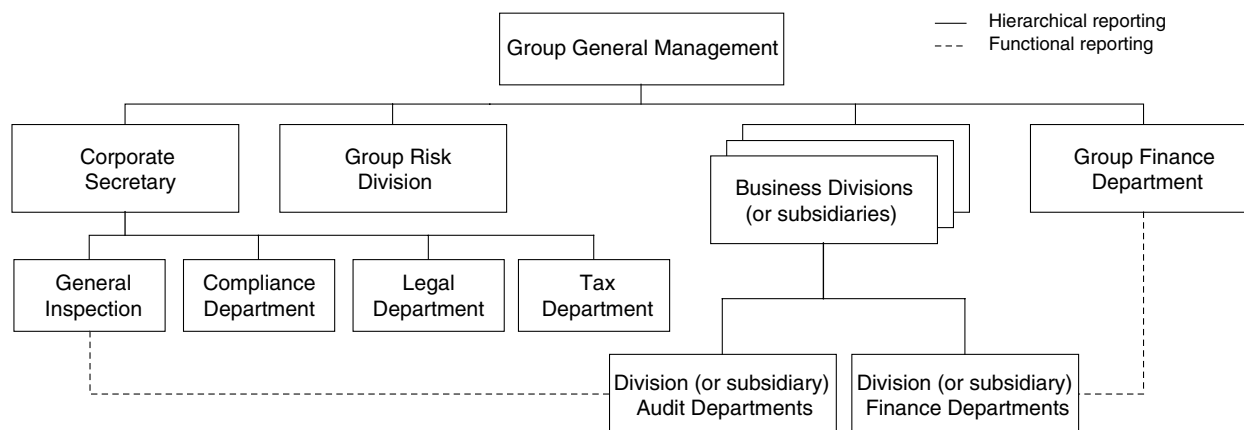 Hierarchical reporting
Functional reporting
Group General Management
Corporate
Secretary
Group Risk
Division
Business Divisions
(or subsidiaries)
Group Finance
Department
General
Inspection
Compliance
Department
Legal
Department
Tax
Department
Division (or subsidiary)
Audit Departments
Division (or subsidiary)
Finance Departments